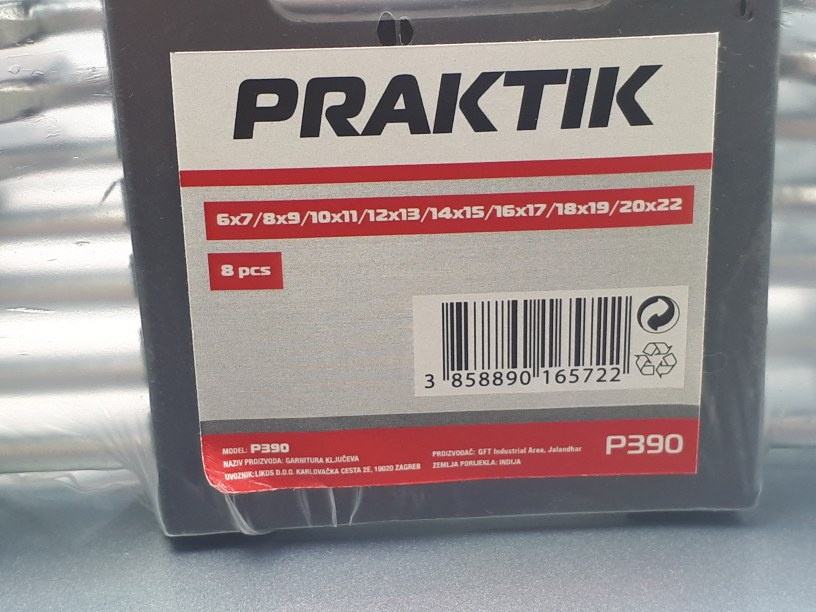 PRAKTIK
6x7/8x9/10x11/12x13/14x15/16x17/18x19/20x22
8 pcs
3 858890 165722
MODEL: P390
NAZIV PROIZVODA: GARNITURA KLJUČEVA
UVOZNIK: LIKOS D.O.O. KARLOVAČKA CESTA 2E, 10020 ZAGREB
PROIZVOĐAČ: GFT Industrial Area, Jalandhar
ZEMLJA PORIJEKLA: INDIJA
P390